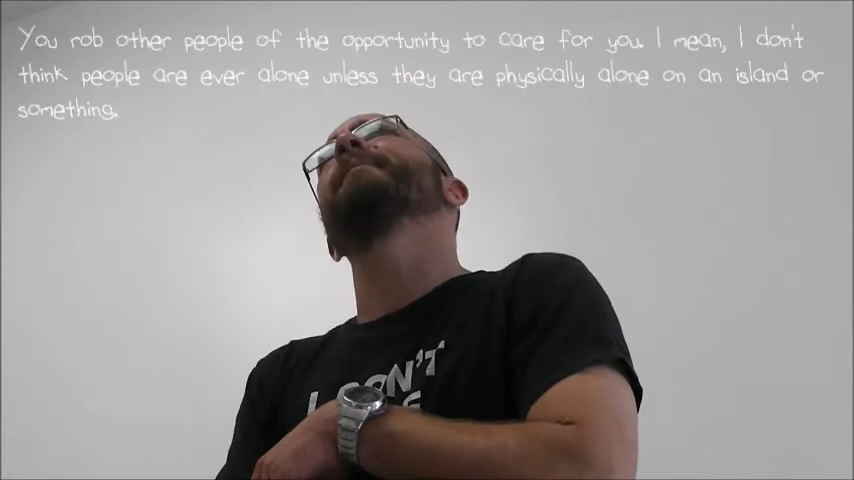 You rob other people of the opportunity to care for you. I mean, I don't
think people are ever alone unless they are physically alone on an island or
something.
I DON'T